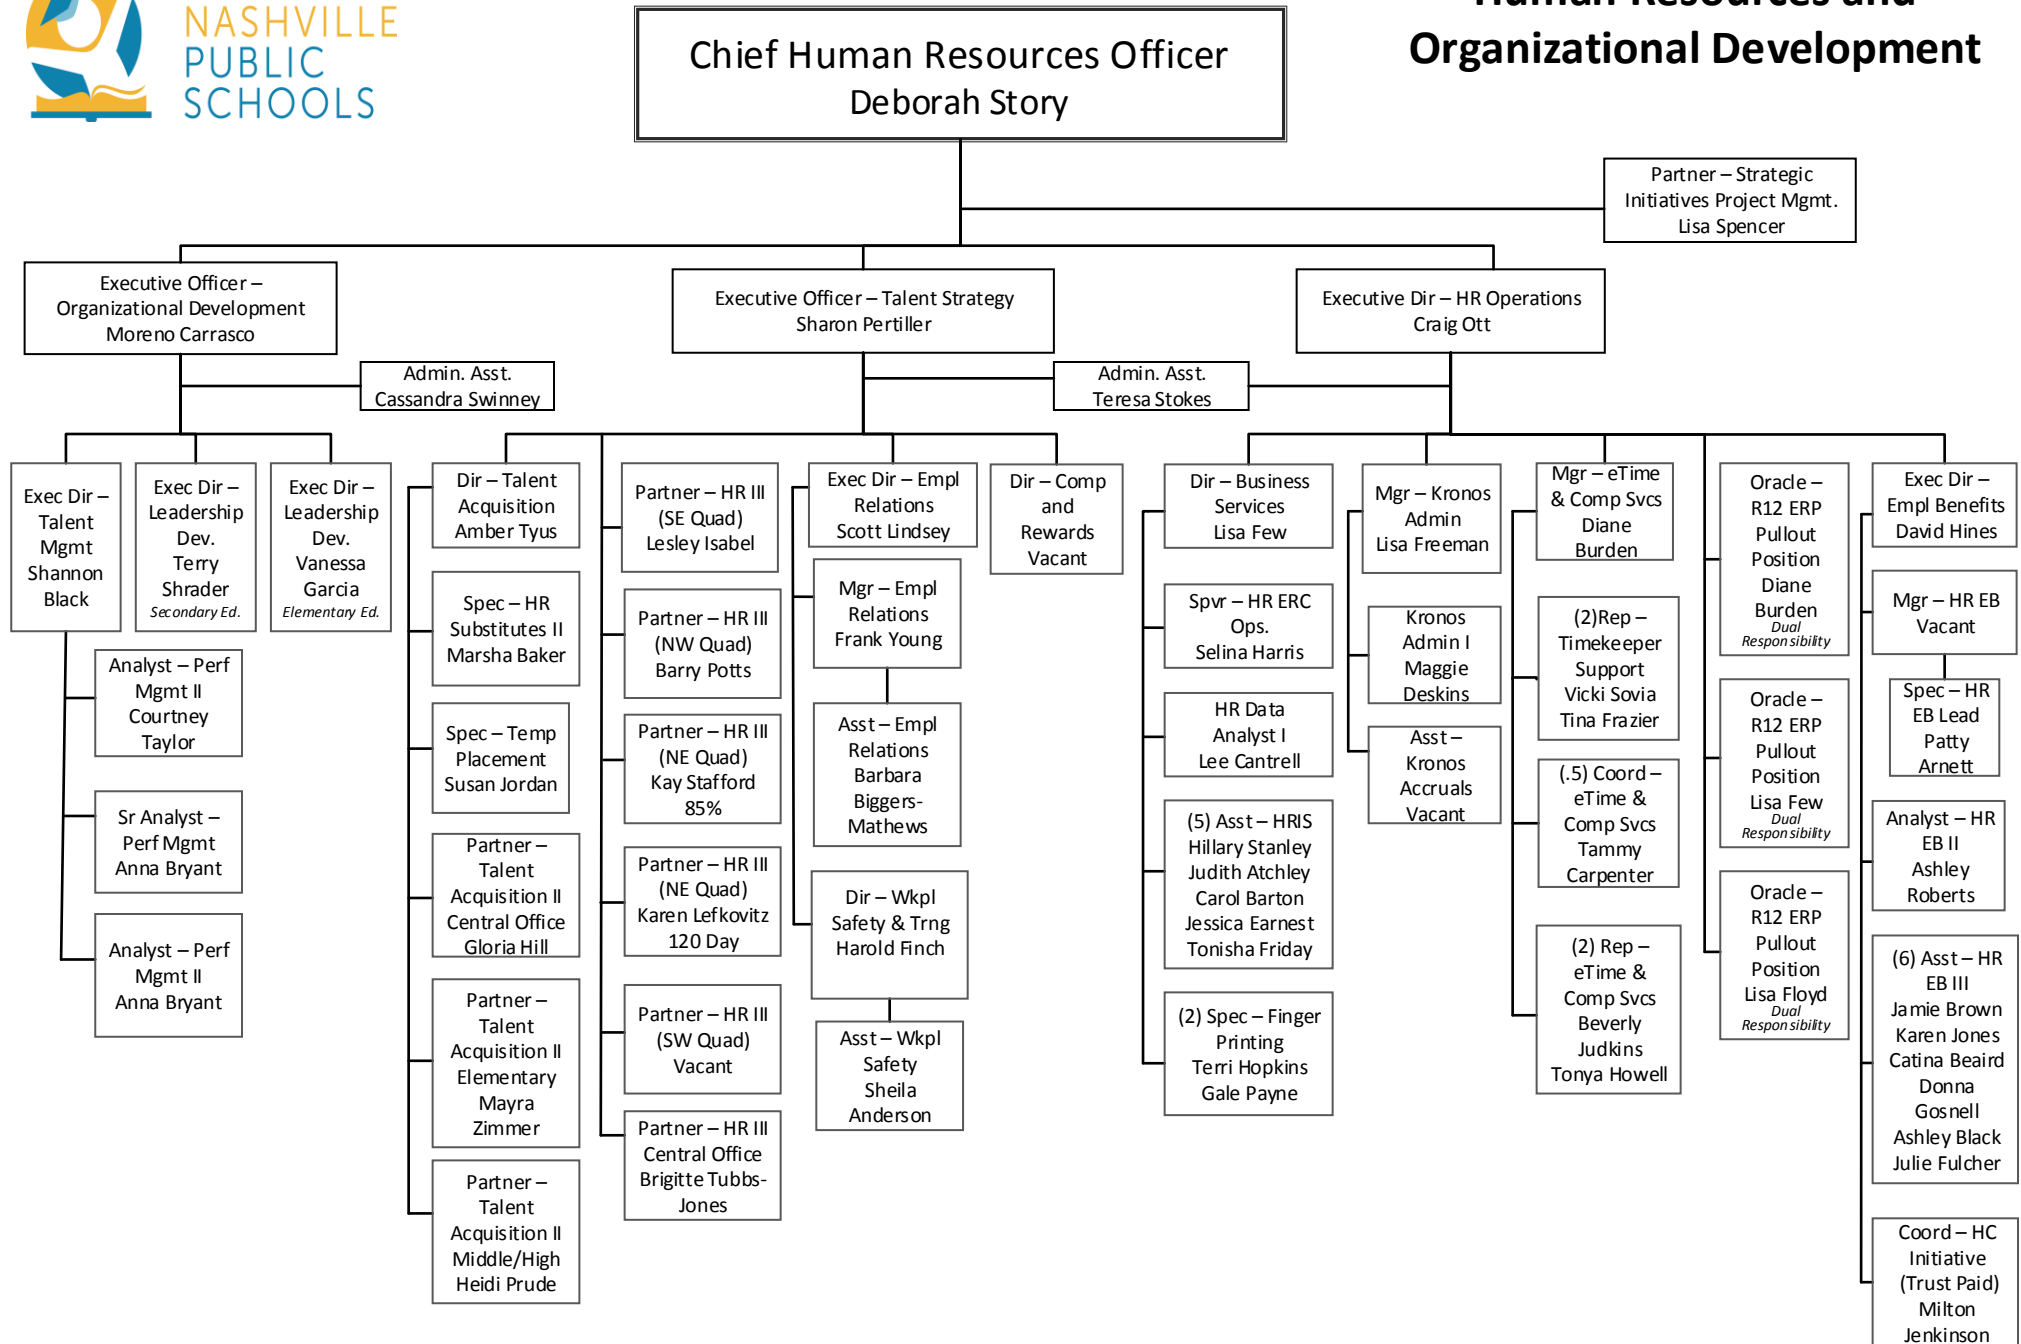 NASHVILLE
PUBLIC
SCHOOLS
Human Resources and
Organizational Development
Chief Human Resources Officer
Deborah Story
Partner – Strategic
Initiatives Project Mgmt.
Lisa Spencer
Executive Officer –
Organizational Development
Moreno Carrasco
Executive Officer – Talent Strategy
Sharon Pertiller
Executive Dir – HR Operations
Craig Ott
Admin. Asst.
Cassandra Swinney
Admin. Asst.
Teresa Stokes
Exec Dir –
Talent
Mgmt
Shannon
Black
Exec Dir –
Leadership
Dev.
Terry
Shrader
Secondary Ed.
Exec Dir –
Leadership
Dev.
Vanessa
Garcia
Elementary Ed.
Analyst – Perf
Mgmt II
Courtney
Taylor
Sr Analyst –
Perf Mgmt
Anna Bryant
Analyst – Perf
Mgmt II
Anna Bryant
Dir – Talent
Acquisition
Amber Tyus
Spec – HR
Substitutes II
Marsha Baker
Spec – Temp
Placement
Susan Jordan
Partner –
Talent
Acquisition II
Central Office
Gloria Hill
Partner –
Talent
Acquisition II
Elementary
Mayra
Zimmer
Partner –
Talent
Acquisition II
Middle/High
Heidi Prude
Partner – HR III
(SE Quad)
Lesley Isabel
Partner – HR III
(NW Quad)
Barry Potts
Partner – HR III
(NE Quad)
Kay Stafford
85%
Partner – HR III
(NE Quad)
Karen Lefkovitz
120 Day
Partner – HR III
(SW Quad)
Vacant
Partner – HR III
Central Office
Brigitte Tubbs-
Jones
Exec Dir – Empl
Relations
Scott Lindsey
Mgr – Empl
Relations
Frank Young
Asst – Empl
Relations
Barbara
Biggers-
Mathews
Dir – Wkpl
Safety & Trng
Harold Finch
Asst – Wkpl
Safety
Sheila
Anderson
Dir – Comp
and
Rewards
Vacant
Dir – Business
Services
Lisa Few
Spvr – HR ERC
Ops.
Selina Harris
HR Data
Analyst I
Lee Cantrell
(5) Asst – HRIS
Hillary Stanley
Judith Atchley
Carol Barton
Jessica Earnest
Tonisha Friday
(2) Spec – Finger
Printing
Terri Hopkins
Gale Payne
Mgr – Kronos
Admin
Lisa Freeman
Kronos
Admin I
Maggie
Deskins
Asst –
Kronos
Accruals
Vacant
Mgr – eTime
& Comp Svcs
Diane
Burden
(2)Rep –
Timekeeper
Support
Vicki Sovia
Tina Frazier
(.5) Coord –
eTime &
Comp Svcs
Tammy
Carpenter
(2) Rep –
eTime &
Comp Svcs
Beverly
Judkins
Tonya Howell
Oracle –
R12 ERP
Pullout
Position
Diane
Burden
Dual
Responsibility
Oracle –
R12 ERP
Pullout
Position
Lisa Few
Dual
Responsibility
Oracle –
R12 ERP
Pullout
Position
Lisa Floyd
Dual
Responsibility
Exec Dir –
Empl Benefits
David Hines
Mgr – HR EB
Vacant
Spec – HR
EB Lead
Patty
Arnett
Analyst – HR
EB II
Ashley
Roberts
(6) Asst – HR
EB III
Jamie Brown
Karen Jones
Catina Beaird
Donna
Gosnell
Ashley Black
Julie Fulcher
Coord – HC
Initiative
(Trust Paid)
Milton
Jenkinson